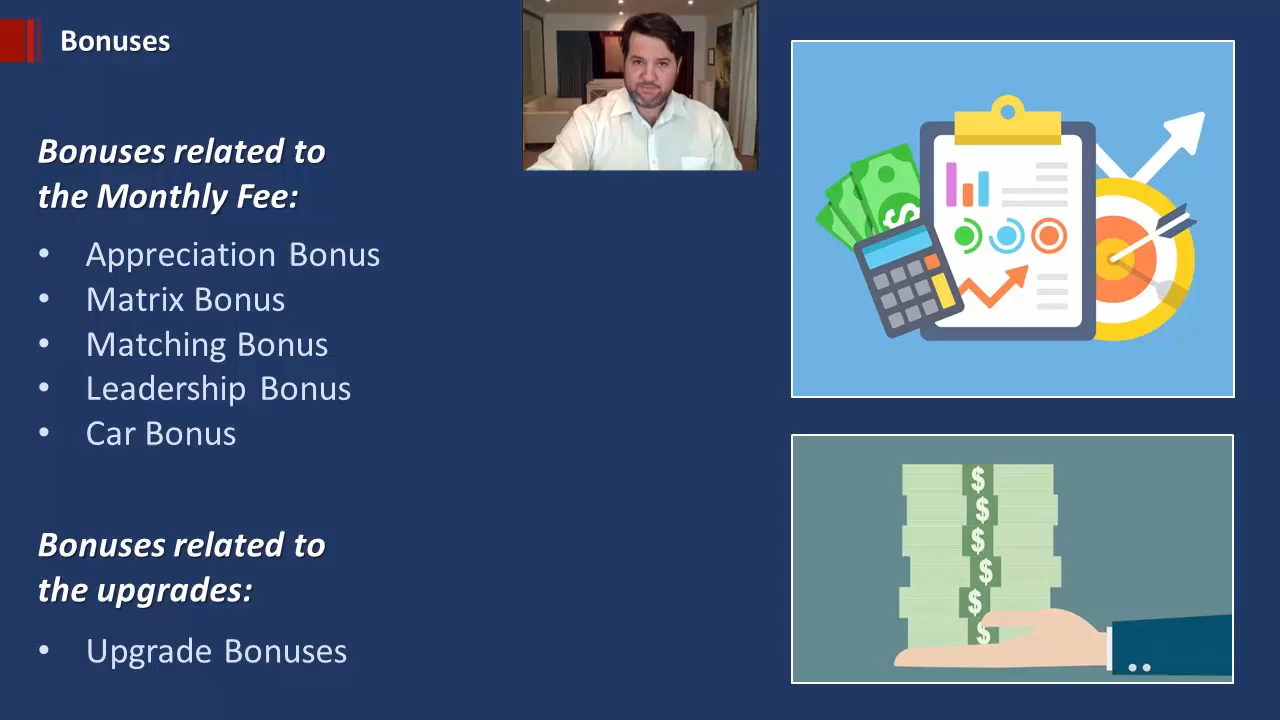 Bonuses
Bonuses related to
the Monthly Fee:
• Appreciation Bonus
• Matrix Bonus
• Matching Bonus
• Leadership Bonus
• Car Bonus
Bonuses related to
the upgrades:
• Upgrade Bonuses
$
$
$
$
$
$
$